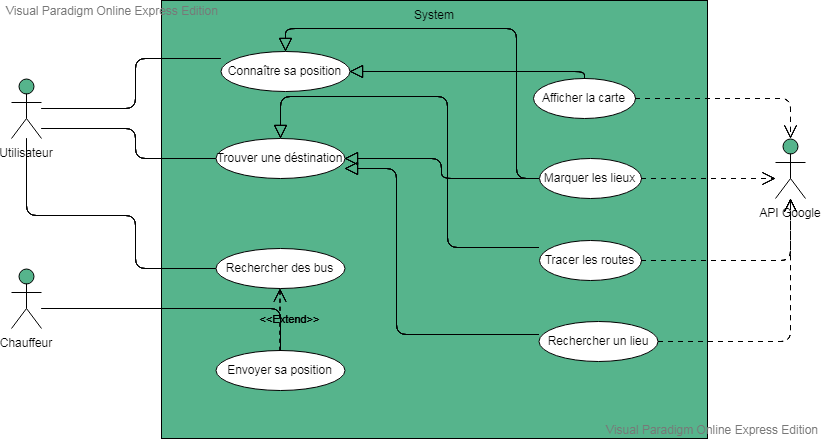 Visual Paradigm Online Express Edition
System
Connaître sa position
Afficher la carte
Utilisateur
Trouver une déstination
Marquer les lieux
API Google
Rechercher des bus
Tracer les routes
<<Extend>>
Chauffeur
Rechercher un lieu
Envoyer sa position
Visual Paradigm Online Express Edition